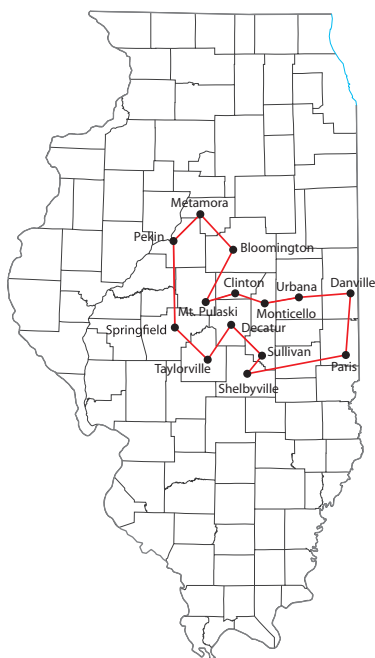 Metamora
Pekin
Bloomington
Clinton
Urbana
Danville
Mt. Pulaski
Monticello
Springfield
Decatur
Sullivan
Taylorville
Paris
Shelbyville